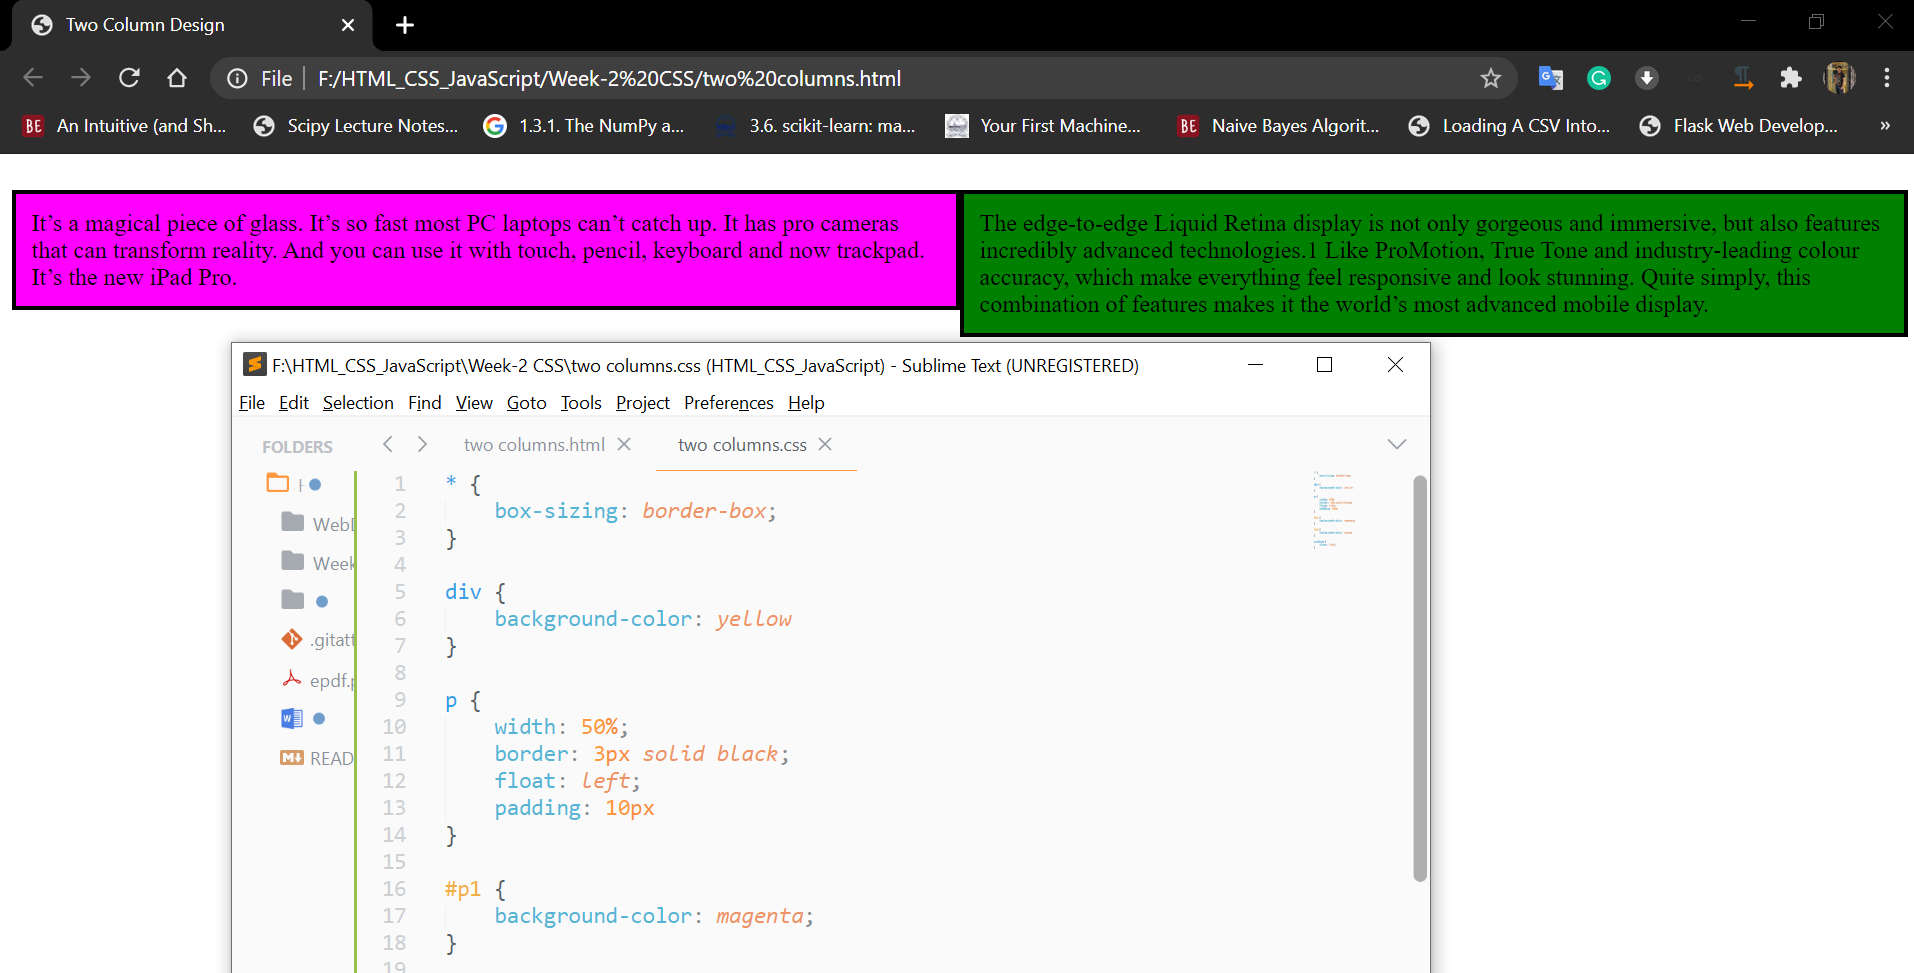 Two Column Design
File F:/HTML_CSS_JavaScript/Week-2%20CSS/two%20columns.html
BE An Intuitive (and Sh... Scipy Lecture Notes... 1.3.1. The NumPy a... 3.6. scikit-learn: ma... Your First Machine... BE Naive Bayes Algorit... Loading A CSV Into... Flask Web Develop... »
It’s a magical piece of glass. It’s so fast most PC laptops can’t catch up. It has pro cameras
that can transform reality. And you can use it with touch, pencil, keyboard and now trackpad.
It’s the new iPad Pro.
The edge-to-edge Liquid Retina display is not only gorgeous and immersive, but also features
incredibly advanced technologies.1 Like ProMotion, True Tone and industry-leading colour
accuracy, which make everything feel responsive and look stunning. Quite simply, this
combination of features makes it the world’s most advanced mobile display.
F:\HTML_CSS_JavaScript\Week-2 CSS\two columns.css (HTML_CSS_JavaScript) - Sublime Text (UNREGISTERED)
File Edit Selection Find View Goto Tools Project Preferences Help
FOLDERS
Week
.gitatt
epdf.
READ
two columns.html two columns.css
1 * {
2 box-sizing: border-box;
3 }
4
5 div {
6 background-color: yellow
7 }
8
9 p {
10 width: 50%;
11 border: 3px solid black;
12 float: left;
13 padding: 10px
14 }
15
16 #p1 {
17 background-color: magenta;
18 }
19